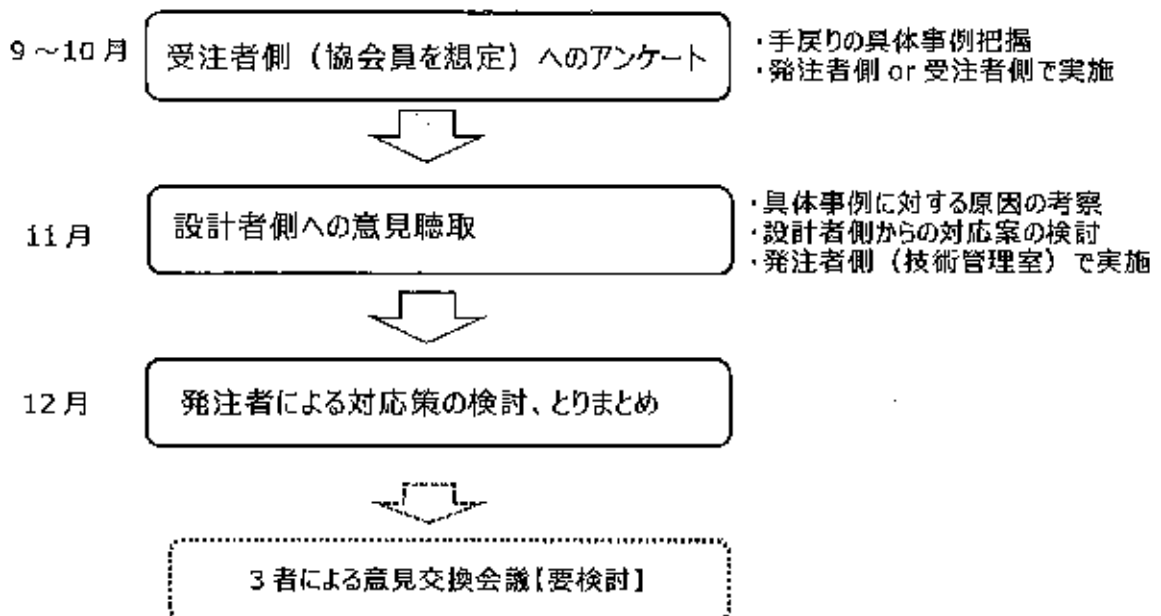 9～10月
受注者側（協会員を想定）へのアンケート
・手戻りの具体事例把握
・発注者側 or 受注者側で実施
11月
設計者側への意見聴取
・具体事例に対する原因の考察
・設計者側からの対応案の検討
・発注者側（技術管理室）で実施
12月
発注者による対応策の検討、とりまとめ
3者による意見交換会議【要検討】